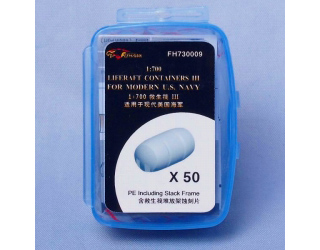 FH730009
1:700
LIFERAFT CONTAINERS III
FOR MODERN U.S. NAVY
1:700 救生筏 III
适用于现代美国海军
X 50
PE Including Stack Frame
含救生筏堆放架蚀刻片